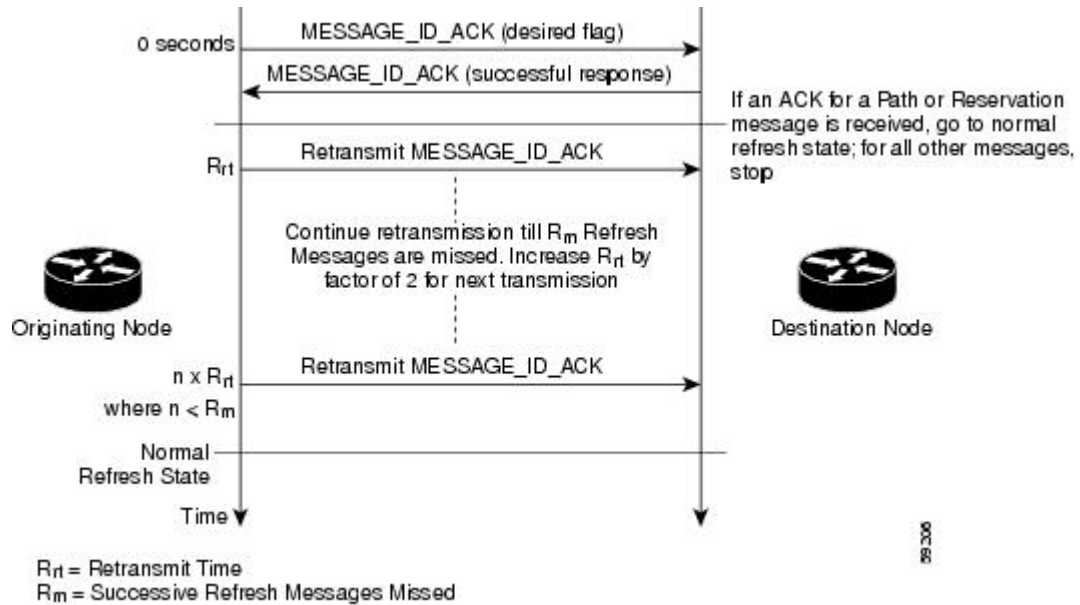 0 seconds
MESSAGE_ID_ACK (desired flag)
MESSAGE_ID_ACK (successful response)
If an ACK for a Path or Reservation
message is received, go to normal
refresh state; for all other messages,
stop
Rrt
Retransmit MESSAGE_ID_ACK
Continue retransmission till Rm Refresh
Messages are missed. Increase Rrt by
factor of 2 for next transmission
Originating Node
Destination Node
n x Rrt
Retransmit MESSAGE_ID_ACK
where n < Rm
Normal
Refresh State
Time
59206
Rrt = Retransmit Time
Rm = Successive Refresh Messages Missed